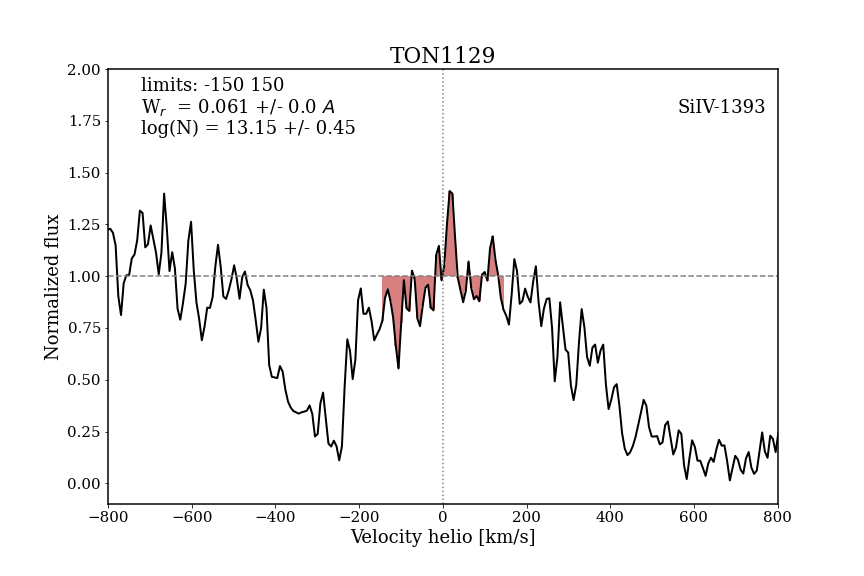 TON1129
limits: -150 150
Wr = 0.061 +/- 0.0 A
log(N) = 13.15 +/- 0.45
SiIV-1393
Normalized flux
2.00
1.75
1.50
1.25
1.00
0.75
0.50
0.25
0.00
−800 −600 −400 −200 0 200 400 600 800
Velocity helio [km/s]